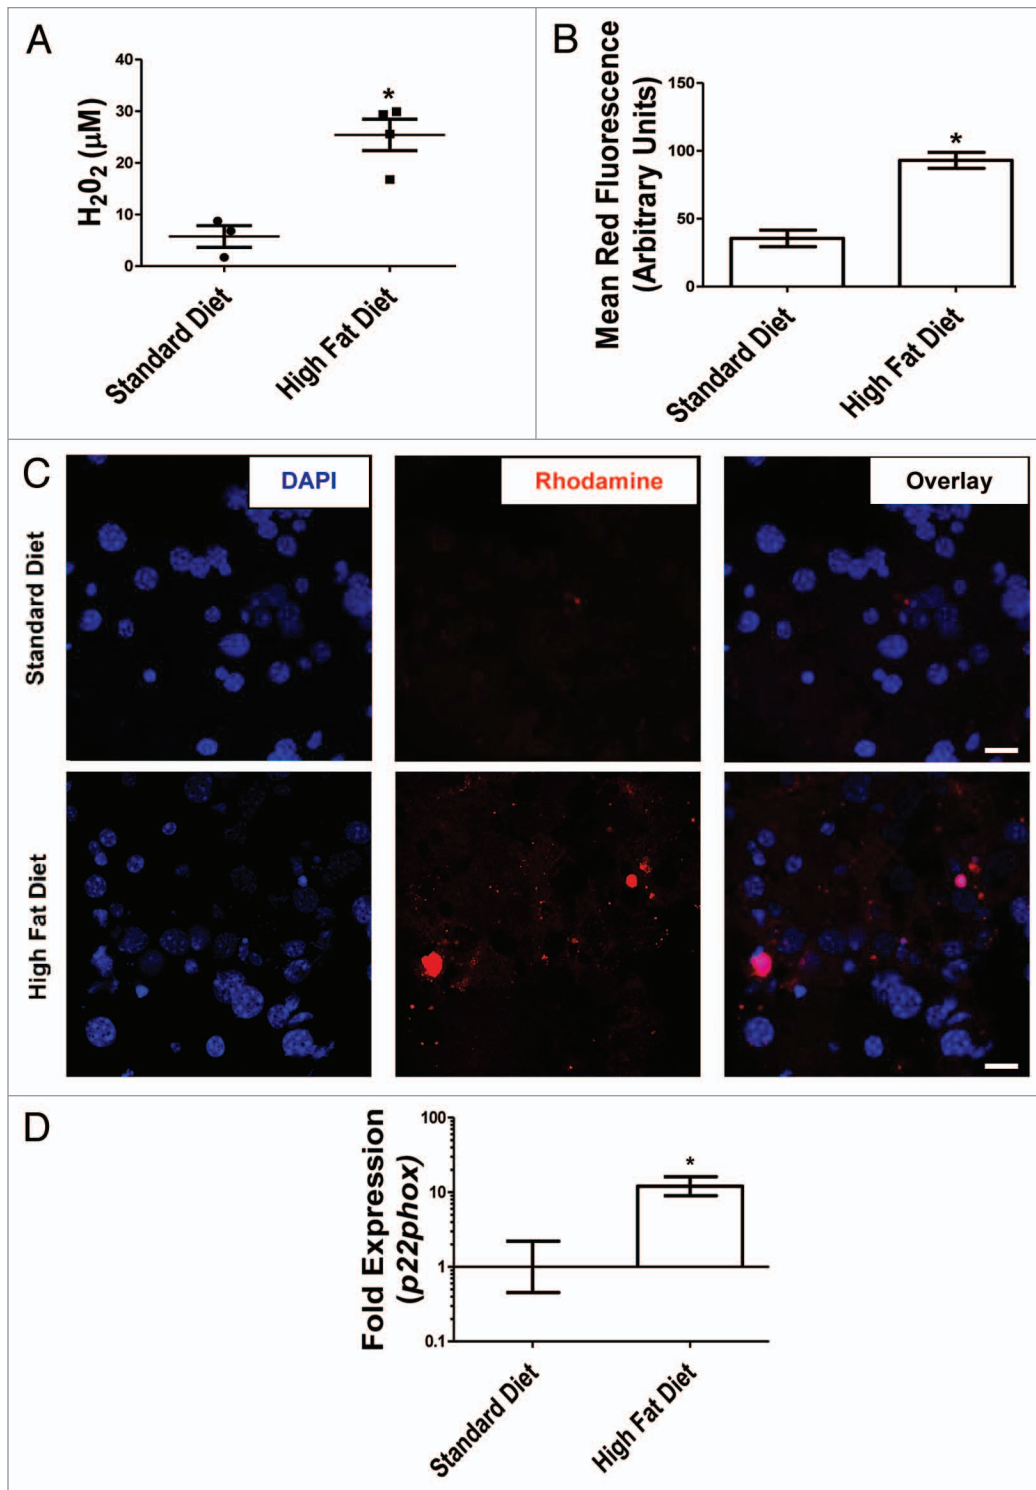 A
40
30
20
10
0
H₂0₂ (μM)
*
Standard Diet
High Fat Diet
B
150
100
50
0
Mean Red Fluorescence
(Arbitrary Units)
*
Standard Diet
High Fat Diet
C
DAPI
Rhodamine
Overlay
Standard Diet
High Fat Diet
D
100
10
1
0.1
Fold Expression
(p22phox)
*
Standard Diet
High Fat Diet